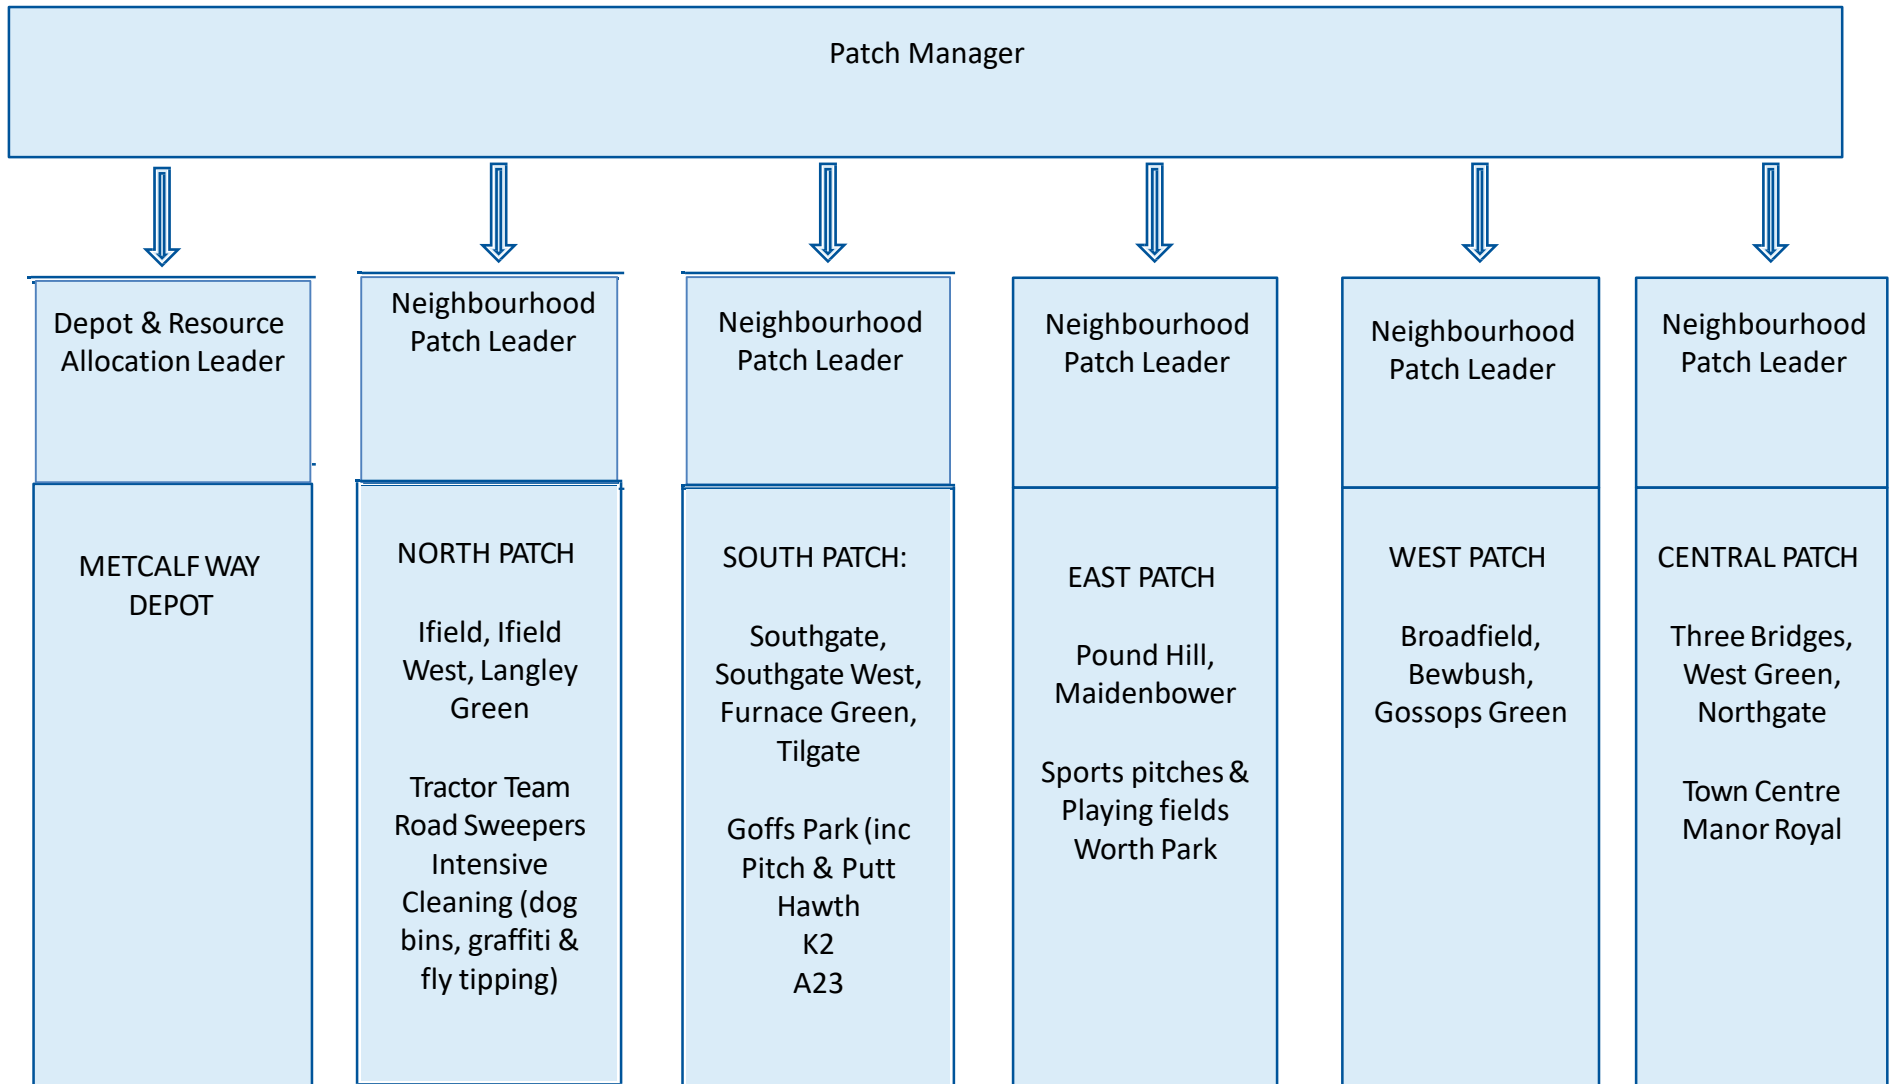 Patch Manager
Depot & Resource
Allocation Leader
METCALF WAY
DEPOT
Neighbourhood
Patch Leader
NORTH PATCH
Ifield, Ifield
West, Langley
Green
Tractor Team
Road Sweepers
Intensive
Cleaning (dog
bins, graffiti &
fly tipping)
Neighbourhood
Patch Leader
SOUTH PATCH:
Southgate,
Southgate West,
Furnace Green,
Tilgate
Goffs Park (inc
Pitch & Putt
Hawth
K2
A23
Neighbourhood
Patch Leader
EAST PATCH
Pound Hill,
Maidenbower
Sports pitches &
Playing fields
Worth Park
Neighbourhood
Patch Leader
WEST PATCH
Broadfield,
Bewbush,
Gossops Green
Neighbourhood
Patch Leader
CENTRAL PATCH
Three Bridges,
West Green,
Northgate
Town Centre
Manor Royal